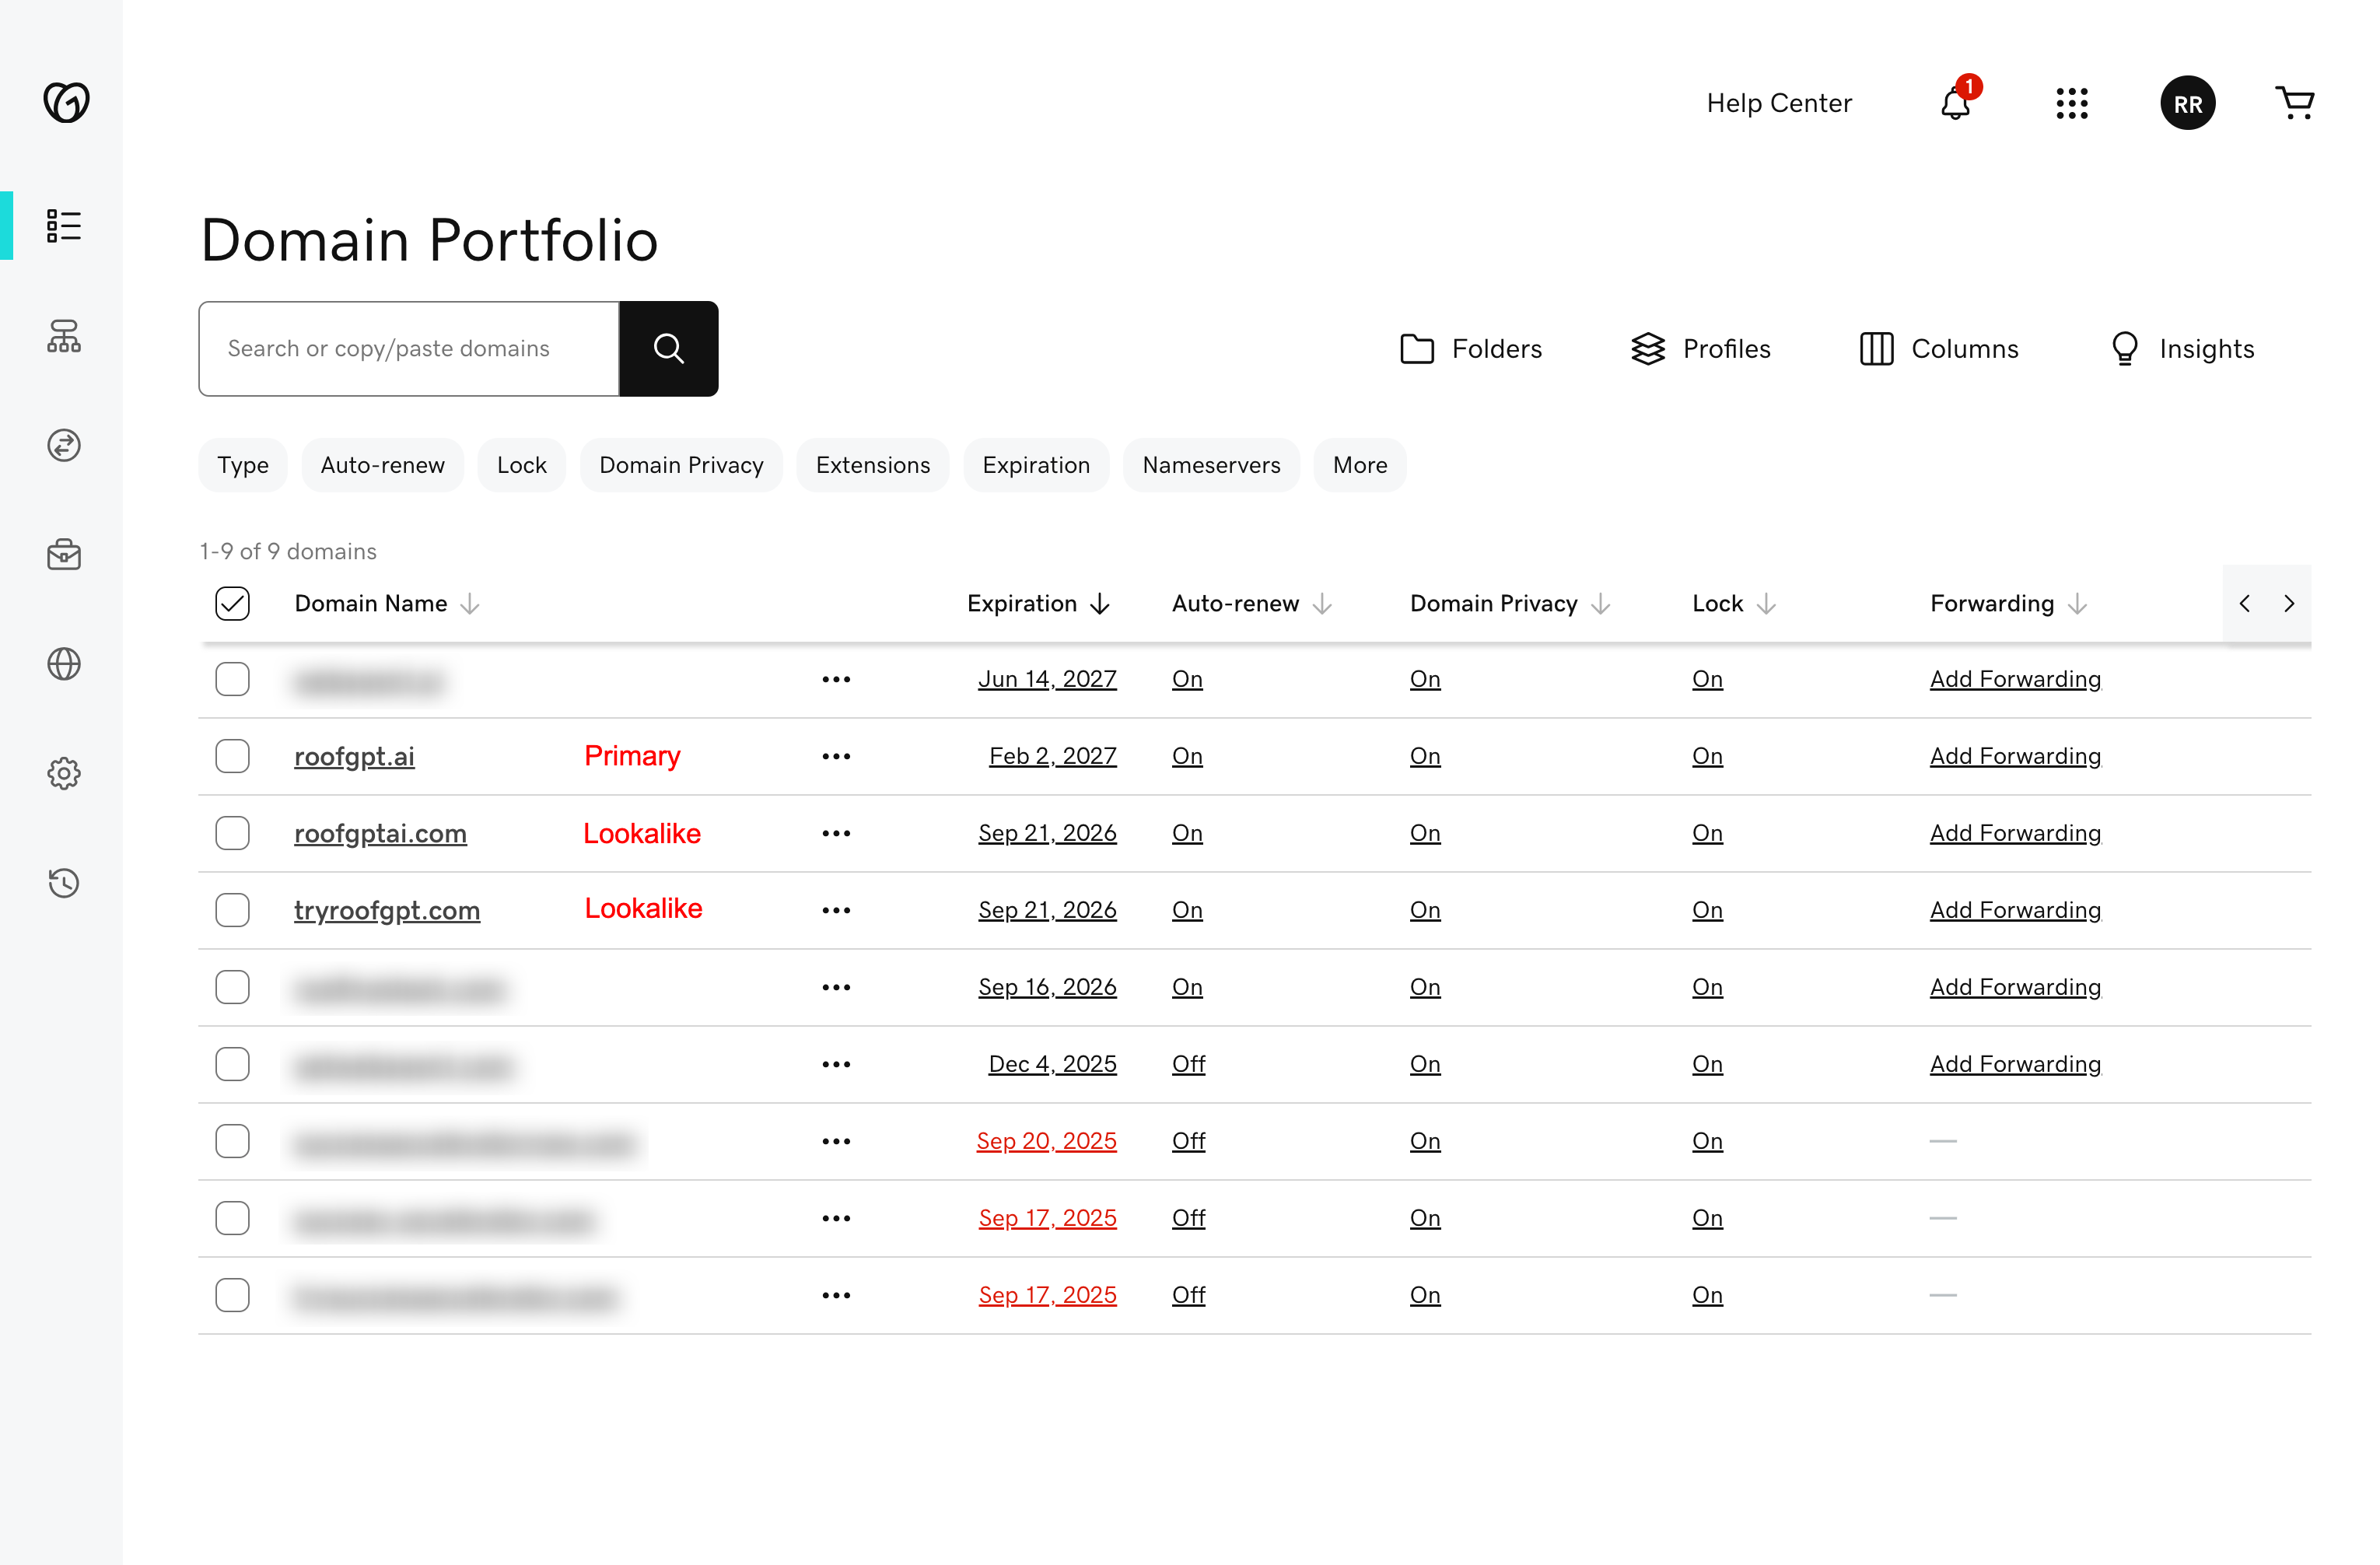 Help Center 1 RR
Domain Portfolio
Search or copy/paste domains
Folders Profiles Columns Insights
Type Auto-renew Lock Domain Privacy Extensions Expiration Nameservers More
1-9 of 9 domains
Domain Name Expiration Auto-renew Domain Privacy Lock Forwarding
Jun 14, 2027 On On On Add Forwarding
roofgpt.ai Primary Feb 2, 2027 On On On Add Forwarding
roofgptai.com Lookalike Sep 21, 2026 On On On Add Forwarding
tryroofgpt.com Lookalike Sep 21, 2026 On On On Add Forwarding
Sep 16, 2026 On On On Add Forwarding
Dec 4, 2025 Off On On Add Forwarding
Sep 20, 2025 Off On On —
Sep 17, 2025 Off On On —
Sep 17, 2025 Off On On —